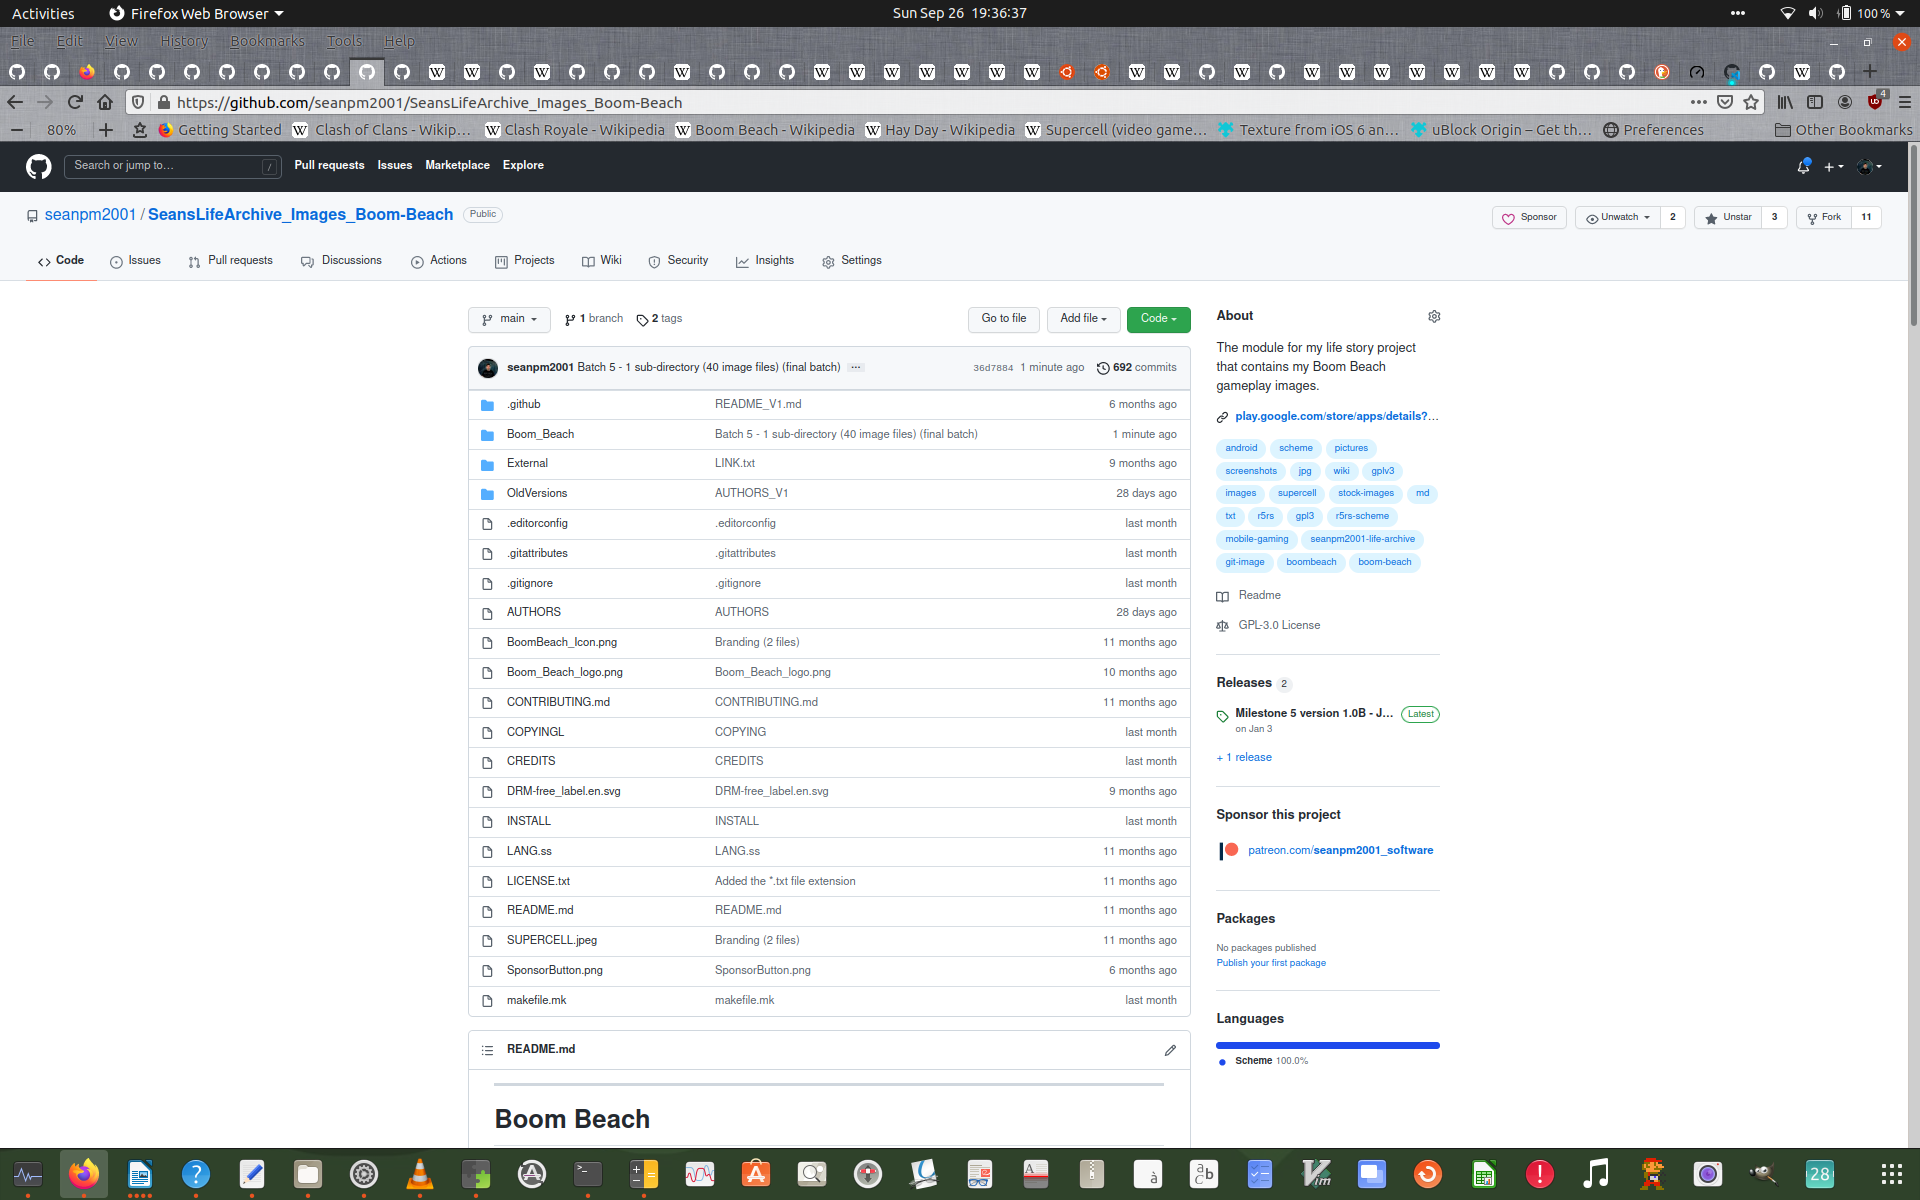 Activities Firefox Web Browser Sun Sep 26 19:36:37 100 %
File Edit View History Bookmarks Tools Help
https://github.com/seanpm2001/SeansLifeArchive_Images_Boom-Beach 4
80% Getting Started Clash of Clans - Wikip… Clash Royale - Wikipedia Boom Beach - Wikipedia Hay Day - Wikipedia Supercell (video game… Texture from iOS 6 an… uBlock Origin – Get th… Preferences Other Bookmarks
Search or jump to… / Pull requests Issues Marketplace Explore
seanpm2001 / SeansLifeArchive_Images_Boom-Beach Public Sponsor Unwatch 2 Unstar 3 Fork 11
Code Issues Pull requests Discussions Actions Projects Wiki Security Insights Settings
main 1 branch 2 tags Go to file Add file Code
seanpm2001 Batch 5 - 1 sub-directory (40 image files) (final batch) ... 36d7884 1 minute ago 692 commits
.github README_V1.md 6 months ago
Boom_Beach Batch 5 - 1 sub-directory (40 image files) (final batch) 1 minute ago
External LINK.txt 9 months ago
OldVersions AUTHORS_V1 28 days ago
.editorconfig .editorconfig last month
.gitattributes .gitattributes last month
.gitignore .gitignore last month
AUTHORS AUTHORS 28 days ago
BoomBeach_Icon.png Branding (2 files) 11 months ago
Boom_Beach_logo.png Boom_Beach_logo.png 10 months ago
CONTRIBUTING.md CONTRIBUTING.md 11 months ago
COPYINGL COPYING last month
CREDITS CREDITS last month
DRM-free_label.en.svg DRM-free_label.en.svg 9 months ago
INSTALL INSTALL last month
LANG.ss LANG.ss 11 months ago
LICENSE.txt Added the *.txt file extension 11 months ago
README.md README.md 11 months ago
SUPERCELL.jpeg Branding (2 files) 11 months ago
SponsorButton.png SponsorButton.png 6 months ago
makefile.mk makefile.mk last month
README.md
Boom Beach
About
The module for my life story project
that contains my Boom Beach
gameplay images.
play.google.com/store/apps/details?…
android scheme pictures
screenshots jpg wiki gplv3
images supercell stock-images md
txt r5rs gpl3 r5rs-scheme
mobile-gaming seanpm2001-life-archive
git-image boombeach boom-beach
Readme
GPL-3.0 License
Releases 2
Milestone 5 version 1.0B - J… Latest
on Jan 3
+ 1 release
Sponsor this project
patreon.com/seanpm2001_software
Packages
No packages published
Publish your first package
Languages
Scheme 100.0%
28